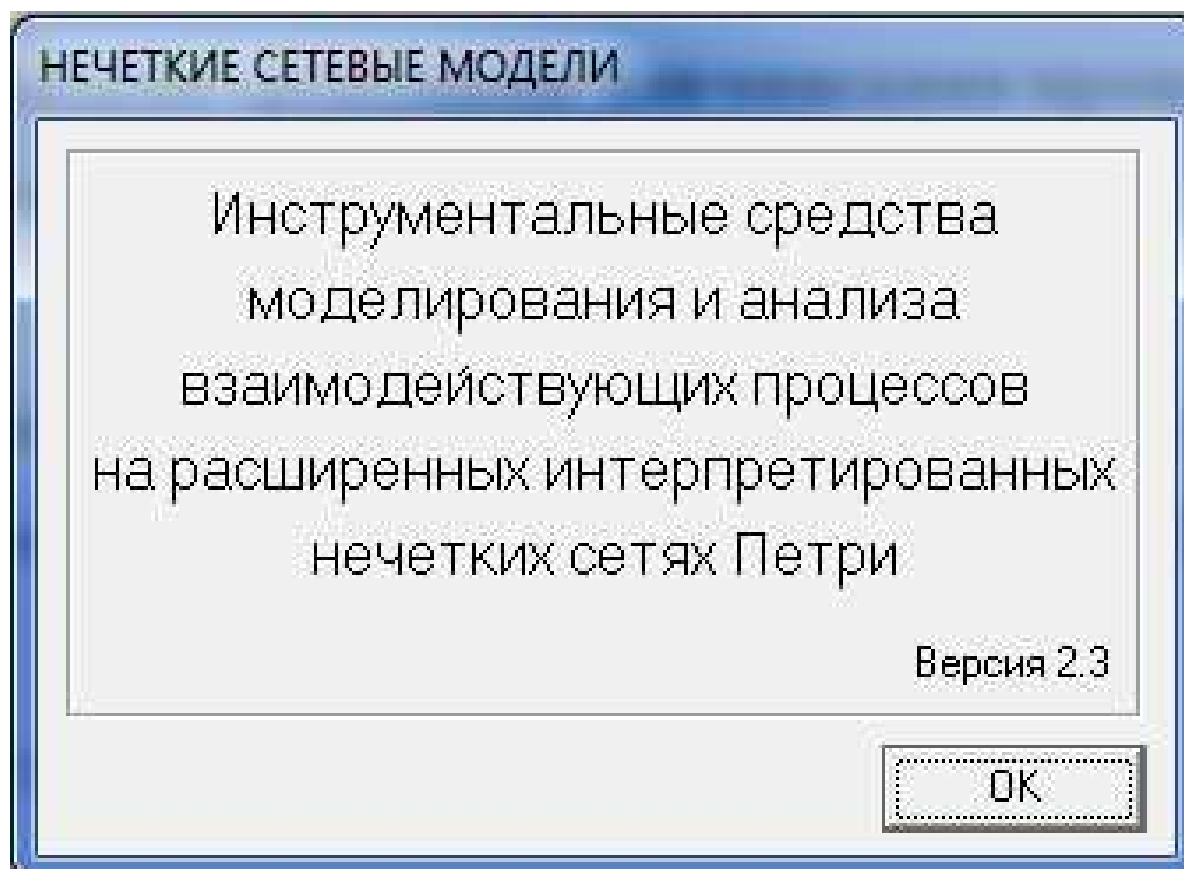 НЕЧЕТКИЕ СЕТЕВЫЕ МОДЕЛИ
Инструментальные средства
моделирования и анализа
взаимодействующих процессов
на расширенных интерпретированных
нечетких сетях Петри
Версия 2.3
OK